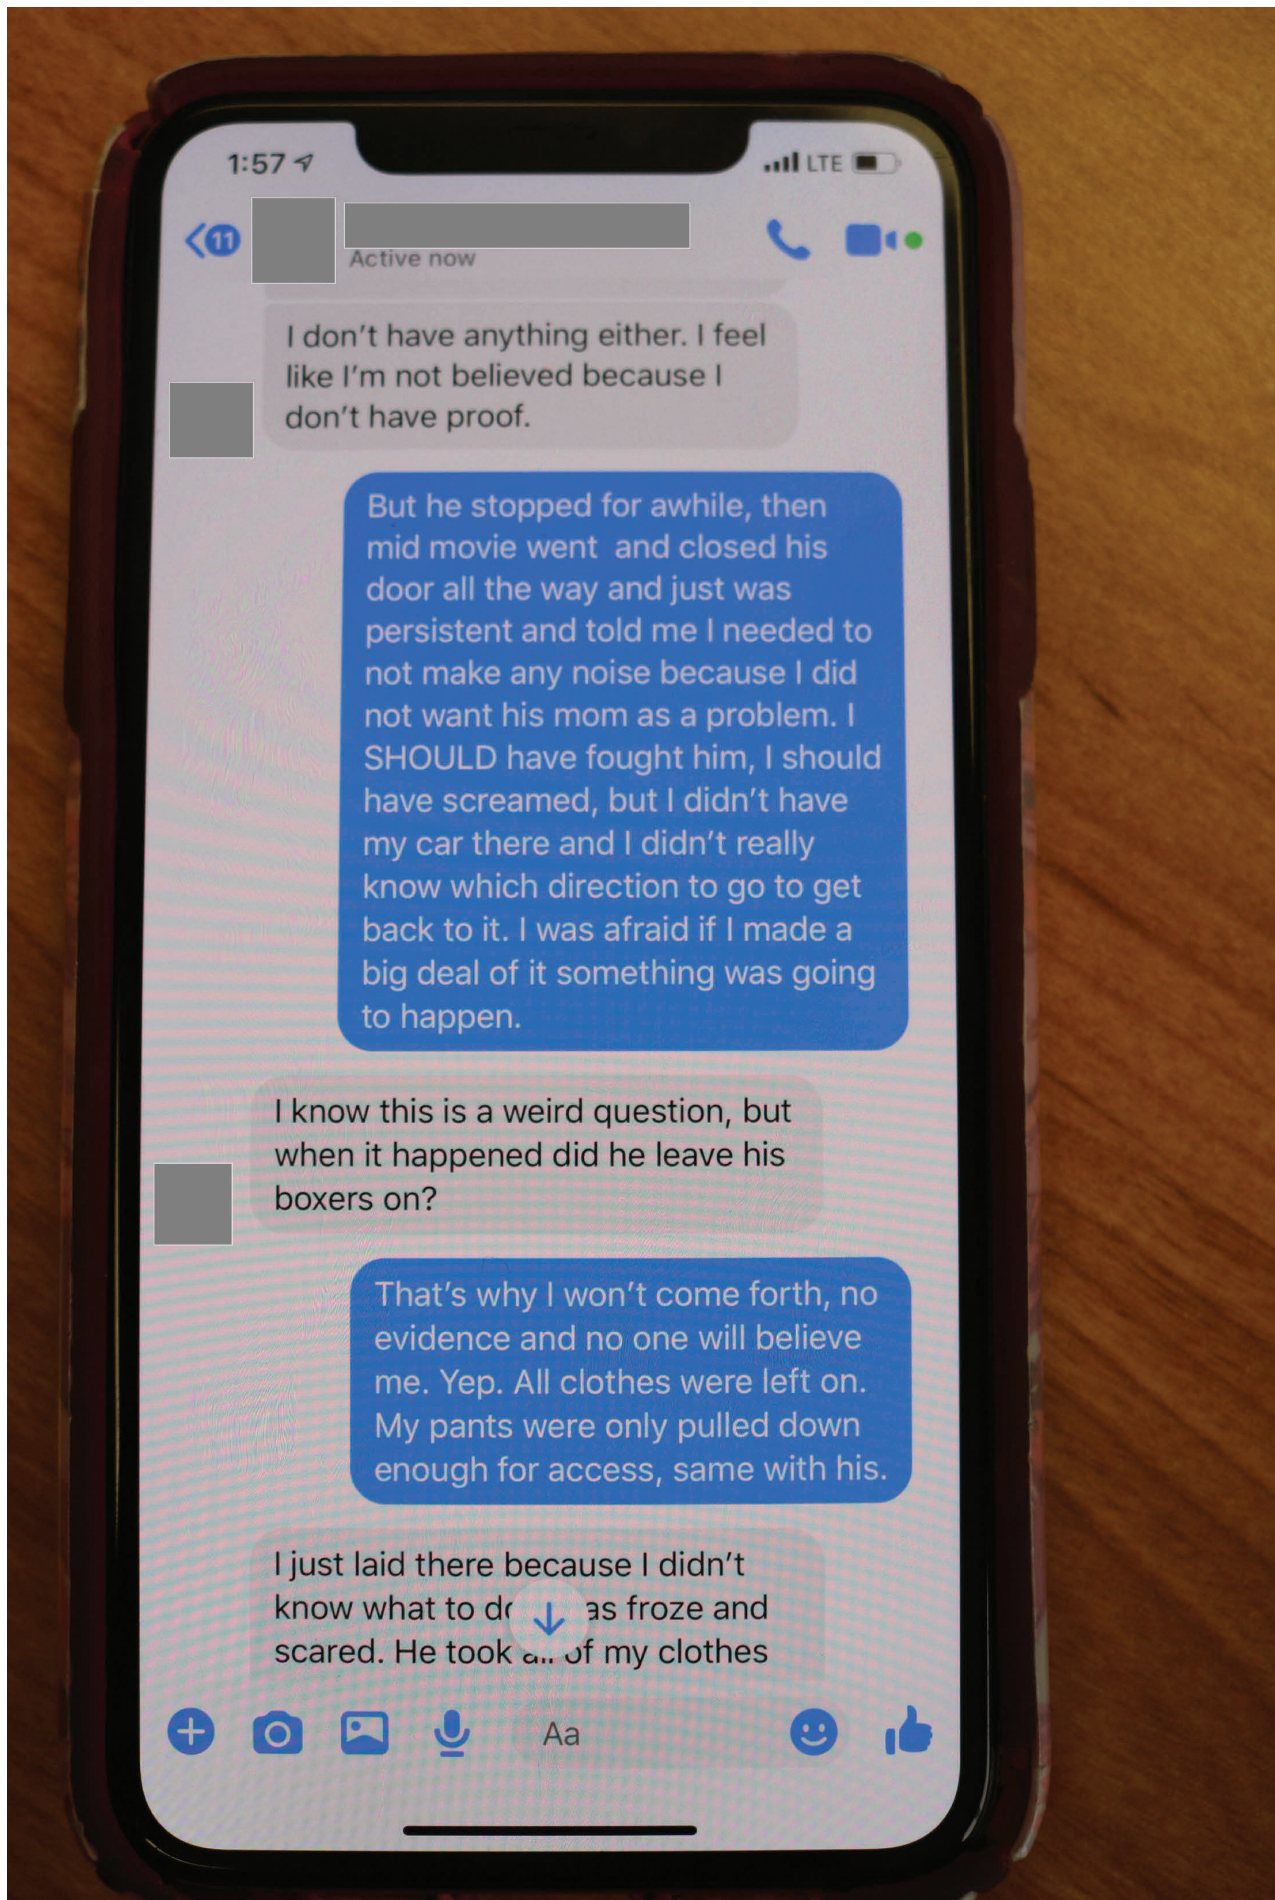 1:57
LTE
11
Active now
I don't have anything either. I feel
like I'm not believed because I
don't have proof.
But he stopped for awhile, then
mid movie went  and closed his
door all the way and just was
persistent and told me I needed to
not make any noise because I did
not want his mom as a problem. I
SHOULD have fought him, I should
have screamed, but I didn't have
my car there and I didn't really
know which direction to go to get
back to it. I was afraid if I made a
big deal of it something was going
to happen.
I know this is a weird question, but
when it happened did he leave his
boxers on?
That's why I won't come forth, no
evidence and no one will believe
me. Yep. All clothes were left on.
My pants were only pulled down
enough for access, same with his.
I just laid there because I didn't
know what to as froze and
scared. He took of my clothes
Aa